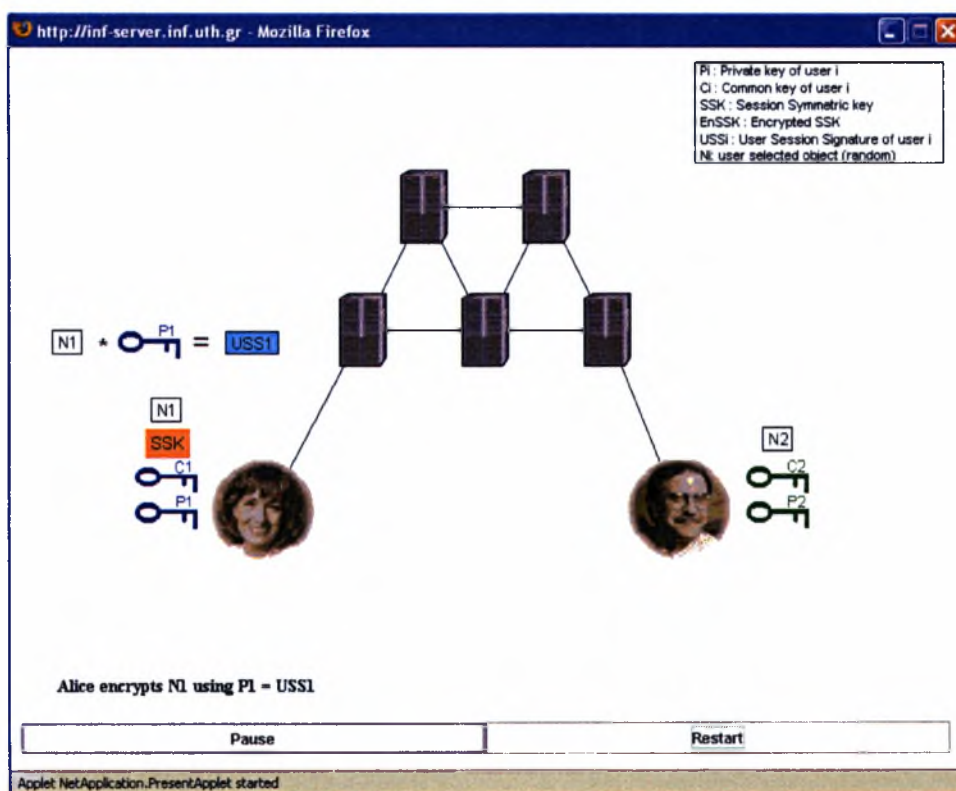 http://inf-server.inf.uth.gr - Mozilla Firefox
Pi : Private key of user i
Ci : Common key of user i
SSK : Session Symmetric key
EnSSK : Encrypted SSK
USSi : User Session Signature of user i
Ni: user selected object (random)
N1 * P1 = USS1
N1
SSK
C1
P1
N2
C2
P2
Alice encrypts N1 using P1 = USS1
Pause
Restart
Applet NetApplication.PresentApplet started